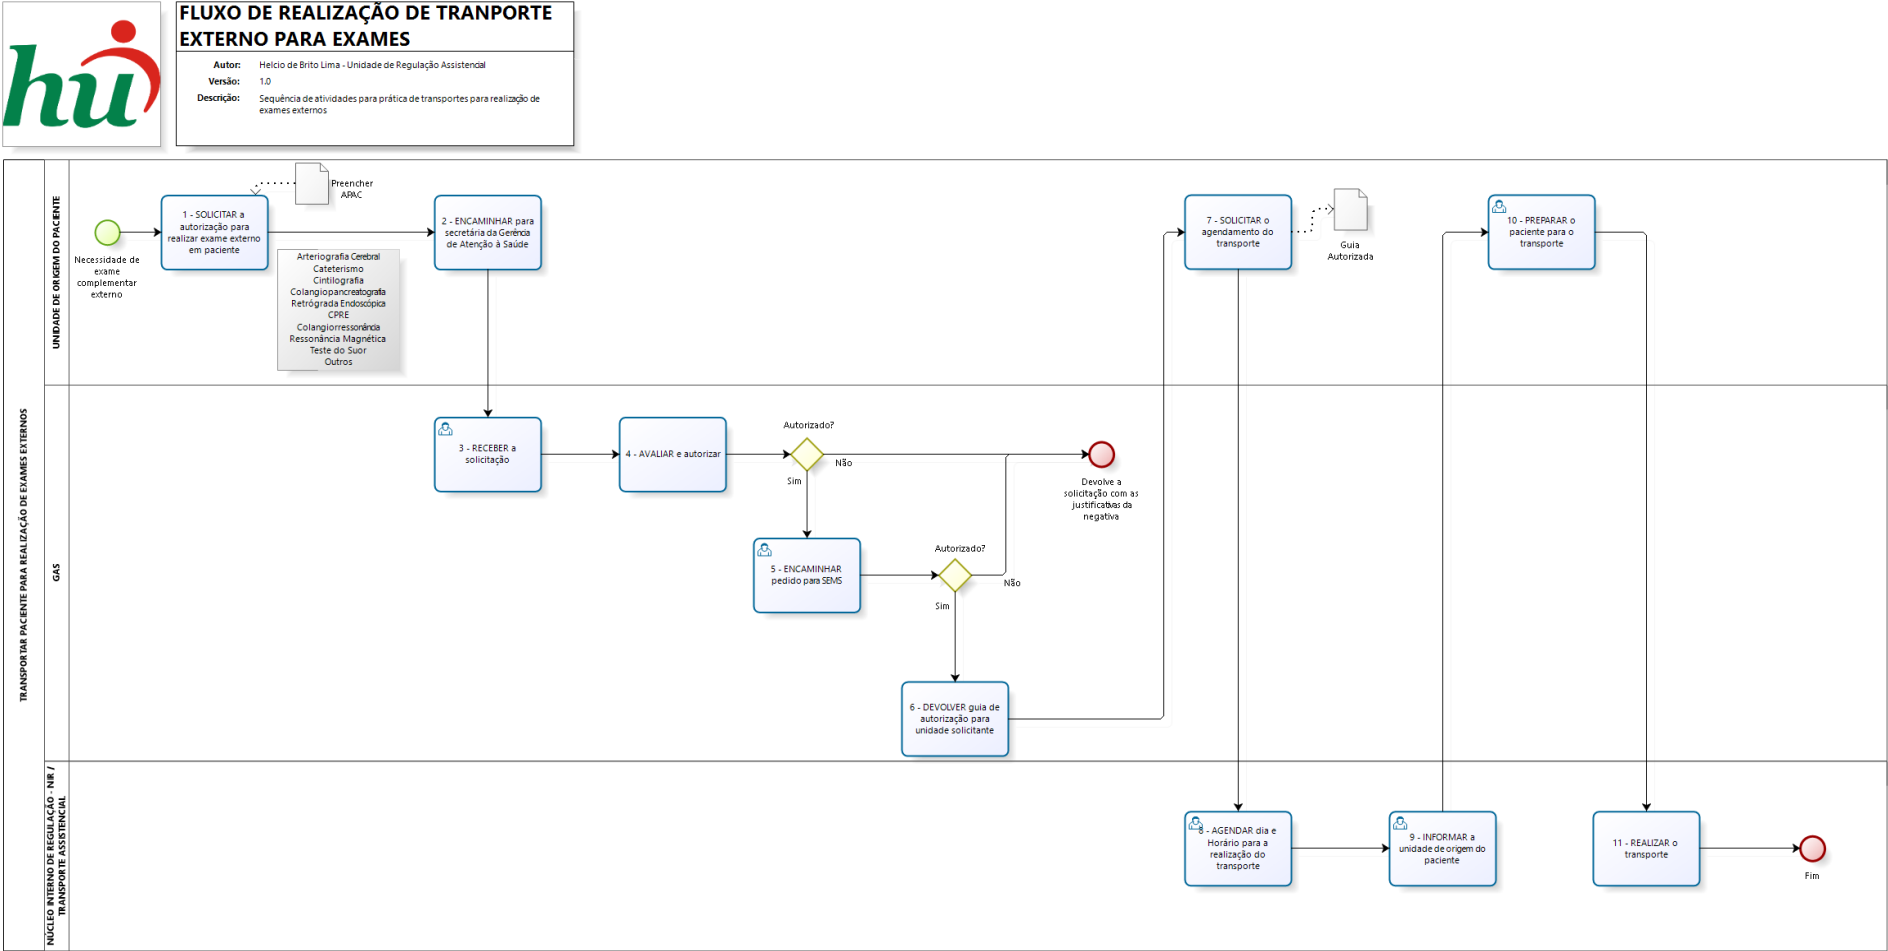 hu
FLUXO DE REALIZAÇÃO DE TRANPORTE
EXTERNO PARA EXAMES
Autor: Helcio de Brito Lima - Unidade de Regulação Assistencial
Versão: 1.0
Descrição: Sequência de atividades para prática de transportes para realização de
exames externos
TRANSPORTAR PACIENTE PARA REALIZAÇÃO DE EXAMES EXTERNOS
UNIDADE DE ORIGEM DO PACIENTE
Necessidade de
exame
complementar
externo
1 - SOLICITAR a
autorização para
realizar exame externo
em paciente
Preencher
APAC
Arteriografia Cerebral
Cateterismo
Cintilografia
Colangiopancreatografia
Retrógrada Endoscópica
CPRE
Colangiorressonância
Ressonância Magnética
Teste do Suor
Outros
2 - ENCAMINHAR para
secretária da Gerência
de Atenção à Saúde
7 - SOLICITAR o
agendamento do
transporte
Guia
Autorizada
10 - PREPARAR o
paciente para o
transporte
GAS
3 - RECEBER a
solicitação
4 - AVALIAR e autorizar
Autorizado?
Não
Sim
Devolve a
solicitação com as
justificativas da
negativa
5 - ENCAMINHAR
pedido para SEMS
Autorizado?
Não
Sim
6 - DEVOLVER guia de
autorização para
unidade solicitante
NÚCLEO INTERNO DE REGULAÇÃO - NIR /
TRANSPORTE ASSISTENCIAL
8 - AGENDAR dia e
Horário para a
realização do
transporte
9 - INFORMAR a
unidade de origem do
paciente
11 - REALIZAR o
transporte
Fim